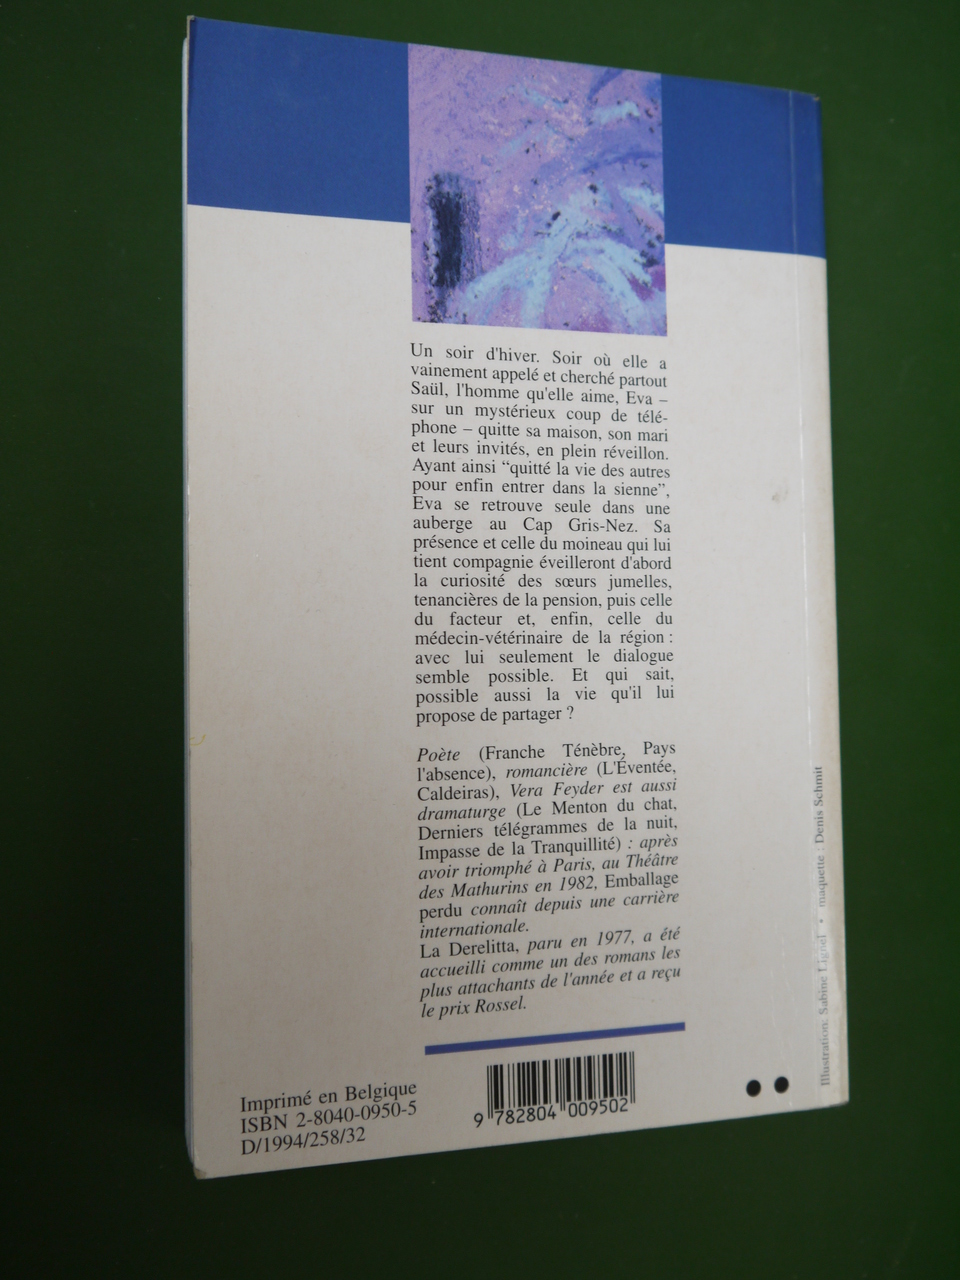 Un soir d'hiver. Soir où elle a
vainement appelé et cherché partout
Saül, l'homme qu'elle aime, Eva –
sur un mystérieux coup de télé-
phone – quitte sa maison, son mari
et leurs invités, en plein réveillon.
Ayant ainsi “quitté la vie des autres
pour enfin entrer dans la sienne”,
Eva se retrouve seule dans une
auberge au Cap Gris-Nez. Sa
présence et celle du moineau qui lui
tient compagnie éveilleront d'abord
la curiosité des sœurs jumelles,
tenancières de la pension, puis celle
du facteur et, enfin, celle du
médecin-vétérinaire de la région :
avec lui seulement le dialogue
semble possible. Et qui sait,
possible aussi la vie qu'il lui
propose de partager ?
Poète (Franche Ténèbre, Pays
l'absence), romancière (L'Éventée,
Caldeiras), Vera Feyder est aussi
dramaturge (Le Menton du chat,
Derniers télégrammes de la nuit,
Impasse de la Tranquillité) : après
avoir triomphé à Paris, au Théâtre
des Mathurins en 1982, Emballage
perdu connaît depuis une carrière
internationale.
La Derelitta, paru en 1977, a été
accueilli comme un des romans les
plus attachants de l'année et a reçu
le prix Rossel.
Imprimé en Belgique
ISBN 2-8040-0950-5
D/1994/258/32
9 782804 009502
Illustration: Sabine Lignel • maquette : Denis Schmit